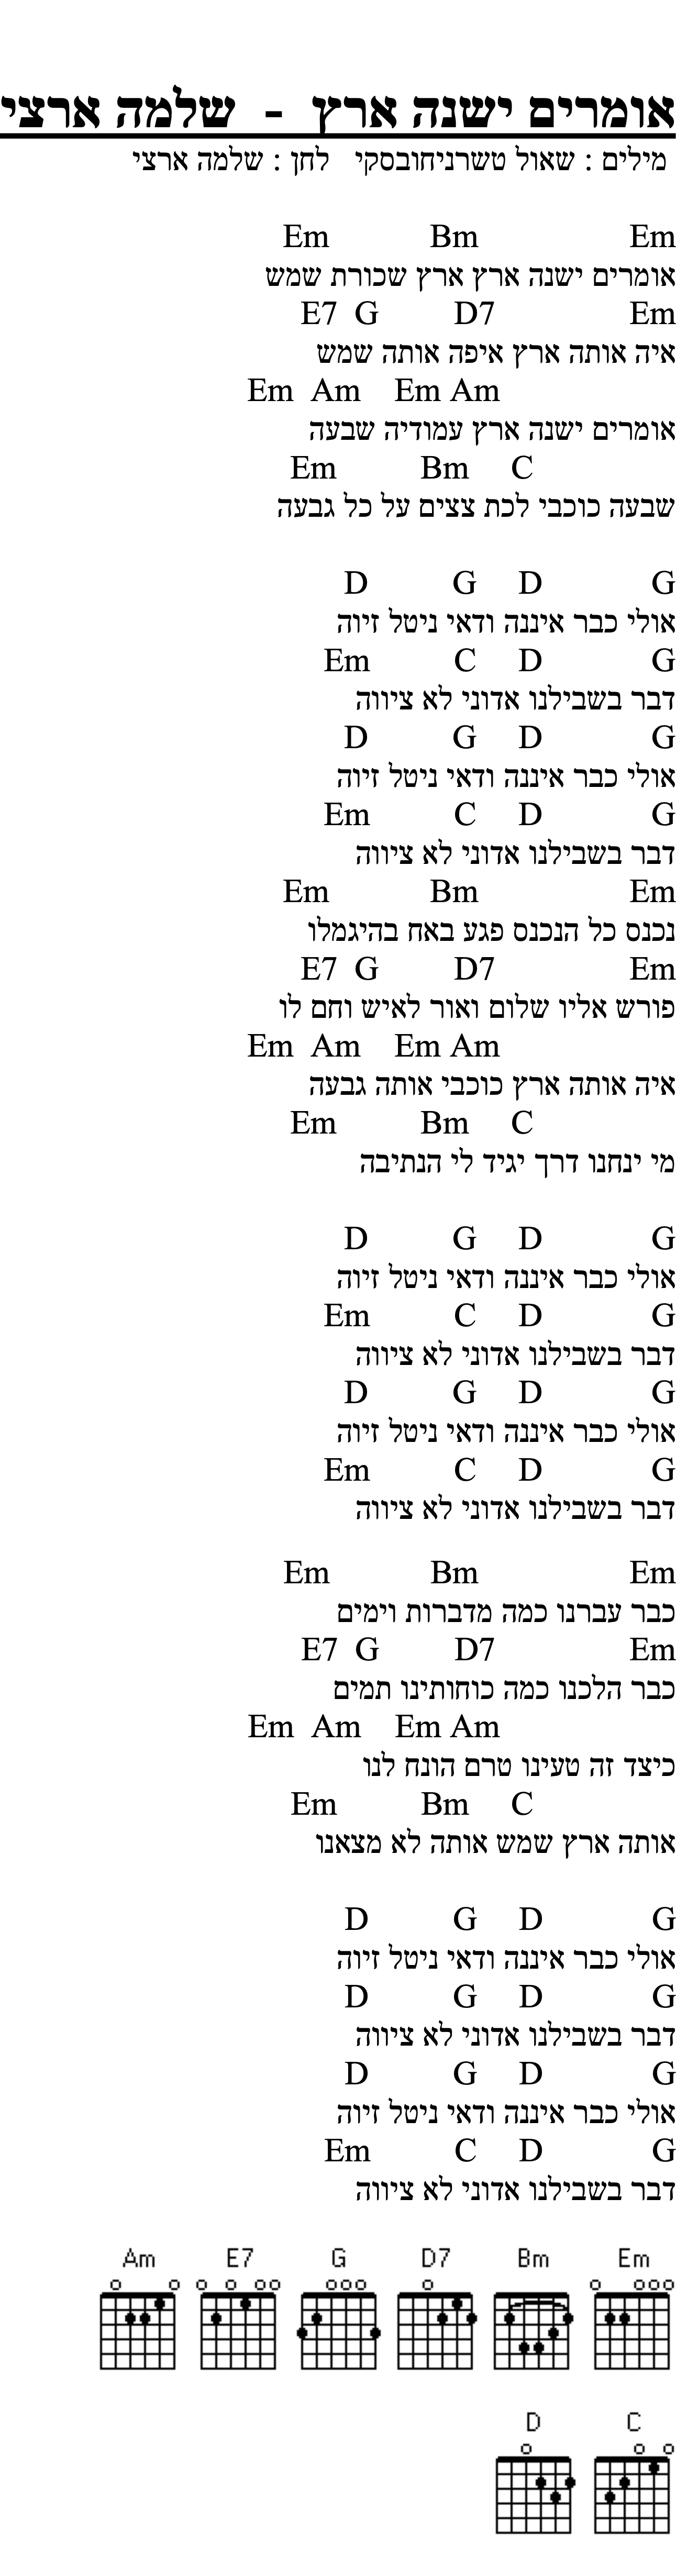 אומרים ישנה ארץ - שלמה ארצי
מילים : שאול טשרניחובסקי לחן : שלמה ארצי
Em Bm Em
אומרים ישנה ארץ ארץ שכורת שמש
E7 G D7 Em
איה אותה ארץ איפה אותה שמש
Em Am Em Am
אומרים ישנה ארץ עמודיה שבעה
Em Bm C
שבעה כוכבי לכת צצים על כל גבעה
D G D G
אולי כבר איננה ודאי ניטל זיוה
Em C D G
דבר בשבילנו אדוני לא ציווה
D G D G
אולי כבר איננה ודאי ניטל זיוה
Em C D G
דבר בשבילנו אדוני לא ציווה
Em Bm Em
נכנס כל הנכנס פגע באח בהיגמלו
E7 G D7 Em
פורש אליו שלום ואור לאיש וחם לו
Em Am Em Am
איה אותה ארץ כוכבי אותה גבעה
Em Bm C
מי ינחנו דרך יגיד לי הנתיבה
D G D G
אולי כבר איננה ודאי ניטל זיוה
Em C D G
דבר בשבילנו אדוני לא ציווה
D G D G
אולי כבר איננה ודאי ניטל זיוה
Em C D G
דבר בשבילנו אדוני לא ציווה
Em Bm Em
כבר עברנו כמה מדברות וימים
E7 G D7 Em
כבר הלכנו כמה כוחותינו תמים
Em Am Em Am
כיצד זה טעינו טרם הונח לנו
Em Bm C
אותה ארץ שמש אותה לא מצאנו
D G D G
אולי כבר איננה ודאי ניטל זיוה
D G D G
דבר בשבילנו אדוני לא ציווה
D G D G
אולי כבר איננה ודאי ניטל זיוה
Em C D G
דבר בשבילנו אדוני לא ציווה
Am E7 G D7 Bm Em
D C